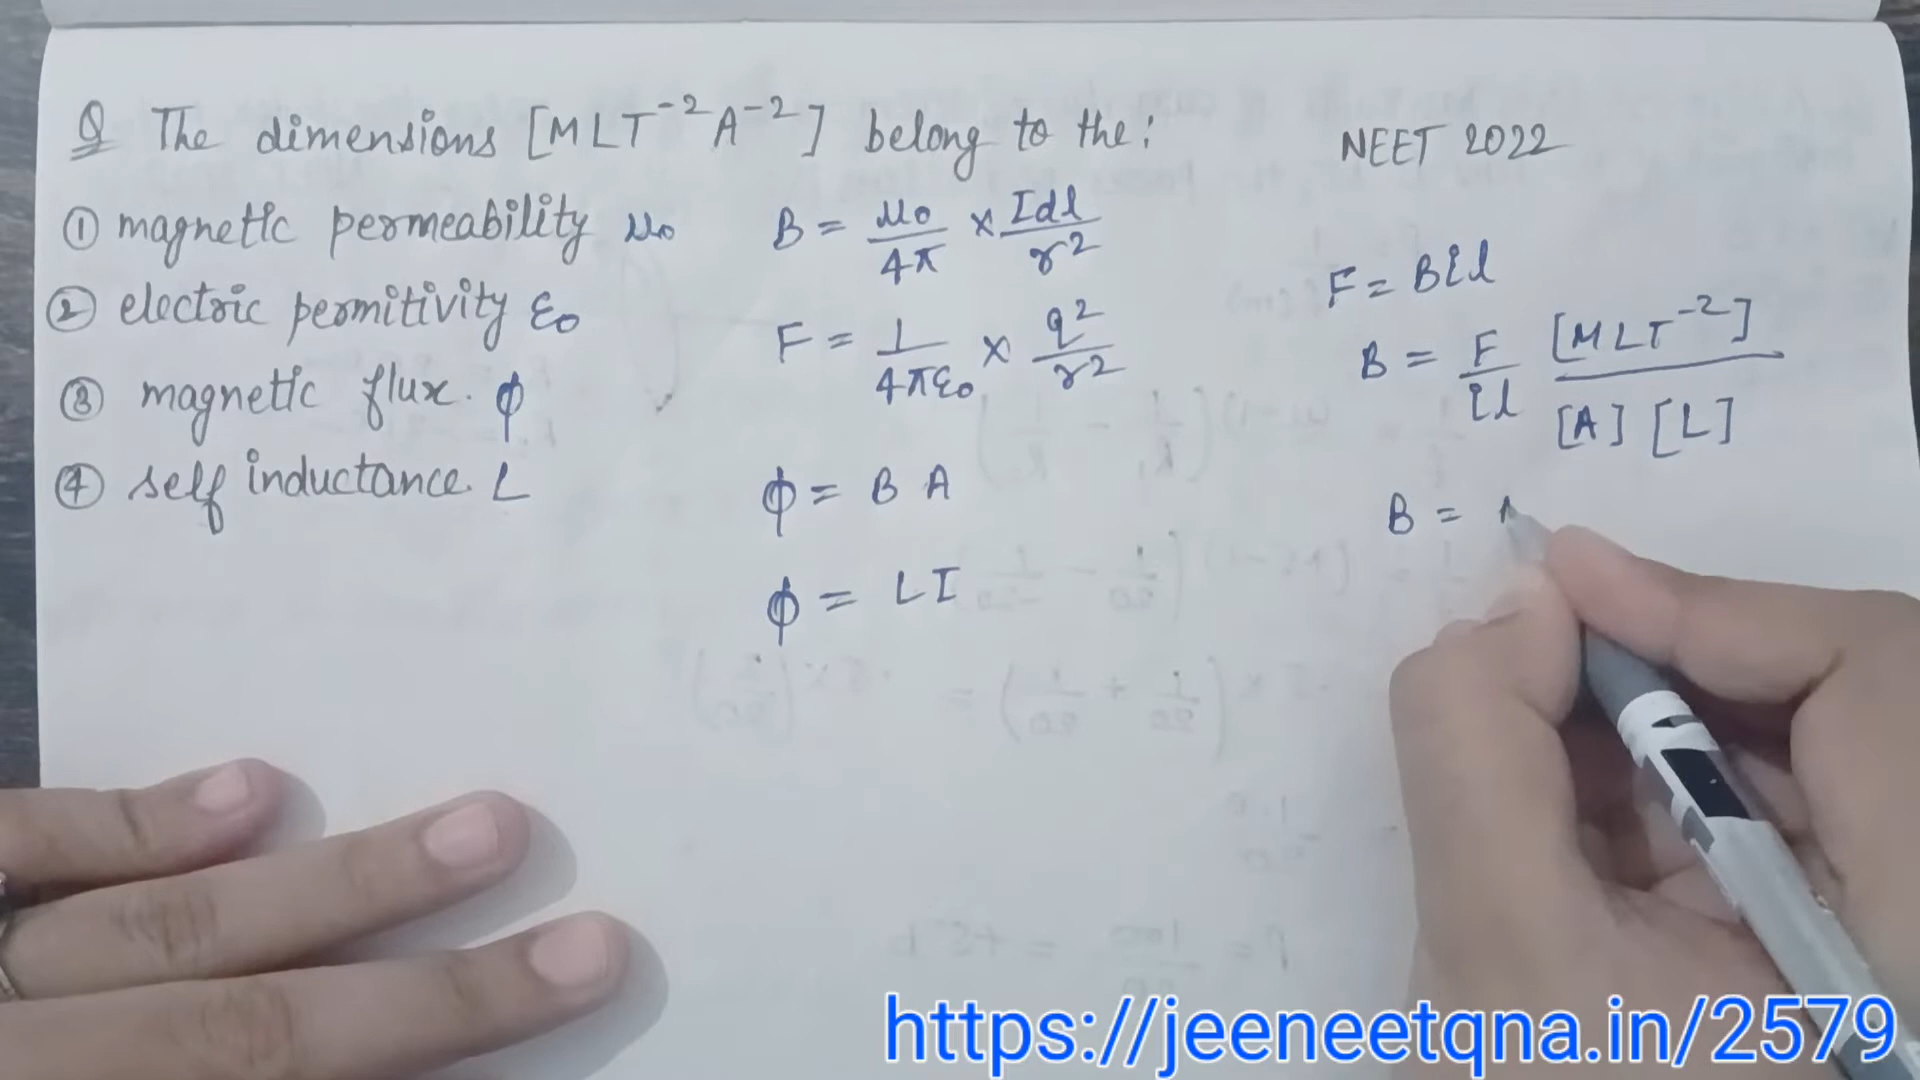 Q The dimensions [MLT⁻²A⁻²] belong to the:
NEET 2022
① magnetic permeability μ₀
② electric permitivity ε₀
③ magnetic flux. ϕ
④ self inductance. L
B = μ₀/4π × Idl/r²
F = 1/4πε₀ × q²/r²
ϕ = B A
ϕ = LI
F = Bil
B = F/il [MLT⁻²]/[A] [L]
B =
https://jeeneetqna.in/2579